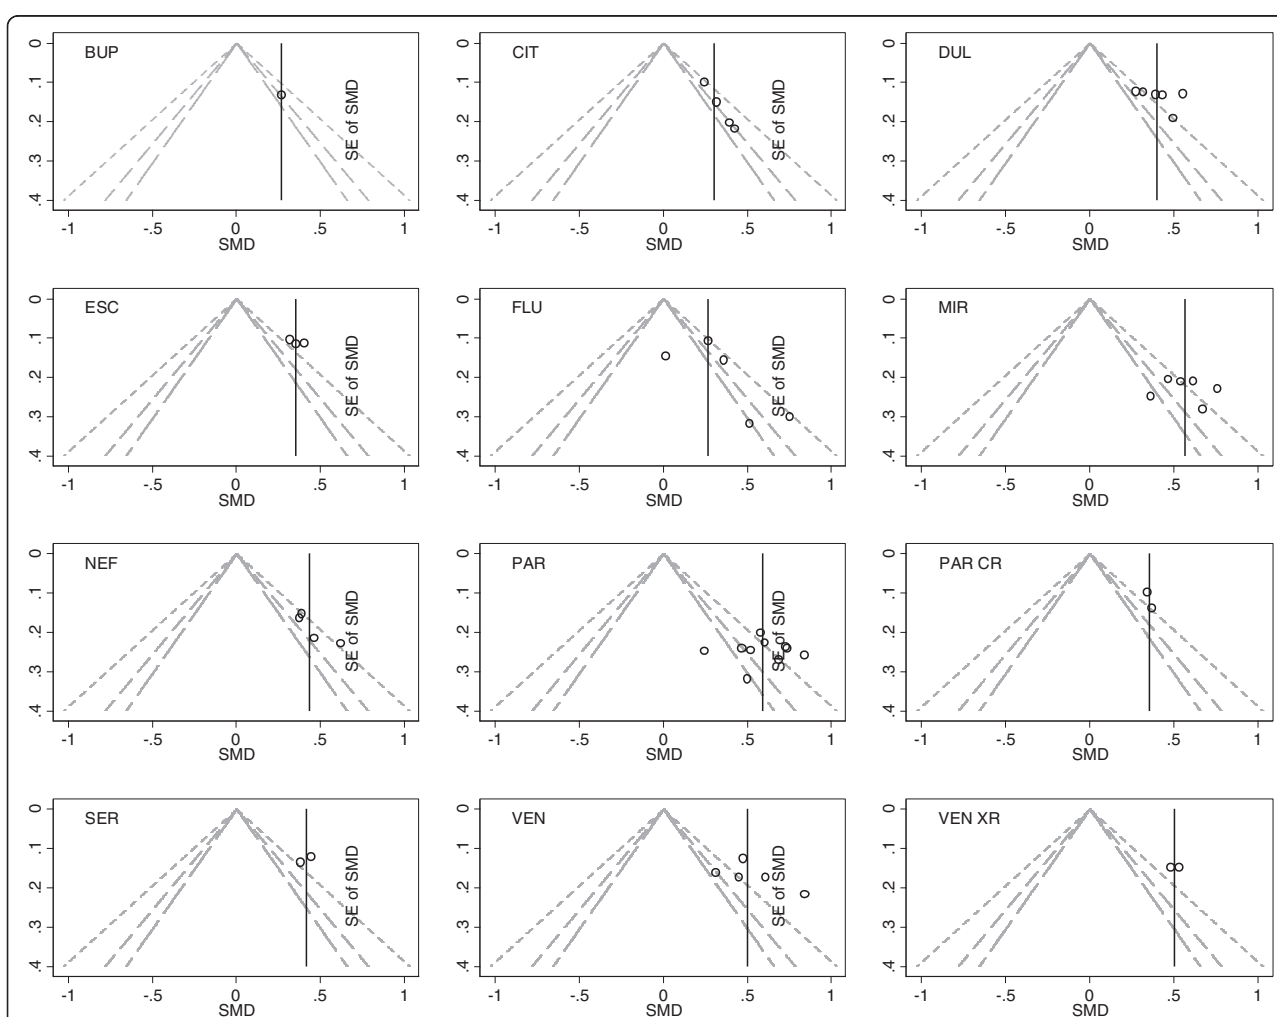 BUP
0
.1
.2
.3
.4
-1 -.5 0 .5 1
SMD
SE of SMD
CIT
0
.1
.2
.3
.4
-1 -.5 0 .5 1
SMD
SE of SMD
DUL
0
.1
.2
.3
.4
-1 -.5 0 .5 1
SMD
ESC
0
.1
.2
.3
.4
-1 -.5 0 .5 1
SMD
SE of SMD
FLU
0
.1
.2
.3
.4
-1 -.5 0 .5 1
SMD
SE of SMD
MIR
0
.1
.2
.3
.4
-1 -.5 0 .5 1
SMD
NEF
0
.1
.2
.3
.4
-1 -.5 0 .5 1
SMD
SE of SMD
PAR
0
.1
.2
.3
.4
-1 -.5 0 .5 1
SMD
SE of SMD
PAR CR
0
.1
.2
.3
.4
-1 -.5 0 .5 1
SMD
SER
0
.1
.2
.3
.4
-1 -.5 0 .5 1
SMD
SE of SMD
VEN
0
.1
.2
.3
.4
-1 -.5 0 .5 1
SMD
SE of SMD
VEN XR
0
.1
.2
.3
.4
-1 -.5 0 .5 1
SMD